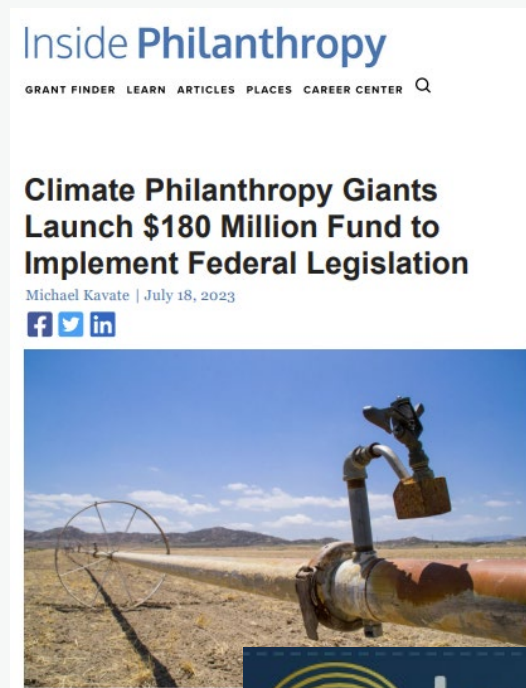 Inside Philanthropy
GRANT FINDER LEARN ARTICLES PLACES CAREER CENTER
Climate Philanthropy Giants
Launch $180 Million Fund to
Implement Federal Legislation
Michael Kavate | July 18, 2023
f
in